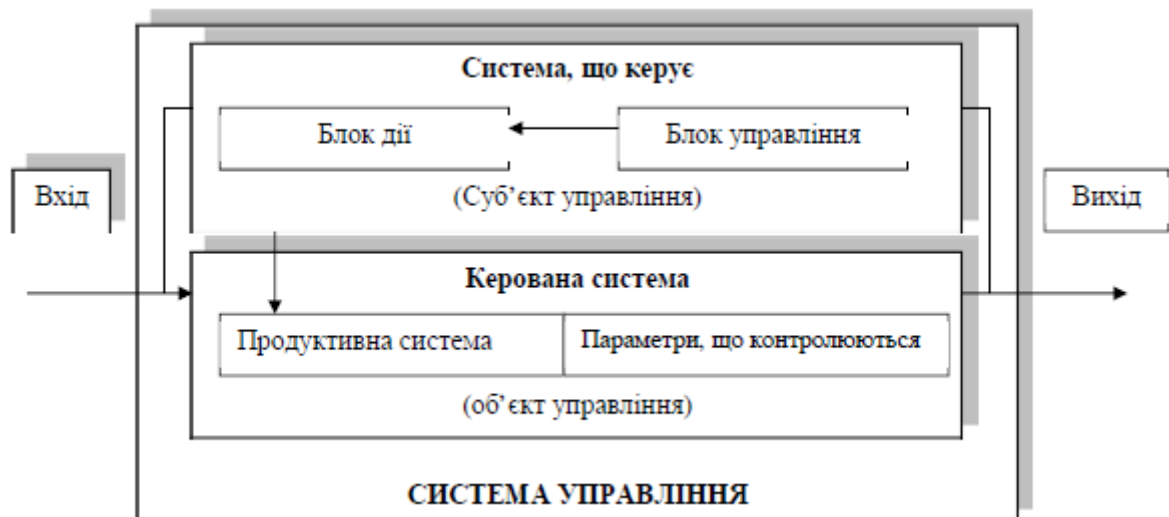 Система, що керує
Блок дії
Блок управління
(Суб’єкт управління)
Вхід
Вихід
Керована система
Продуктивна система
Параметри, що контролюються
(об’єкт управління)
СИСТЕМА УПРАВЛІННЯ